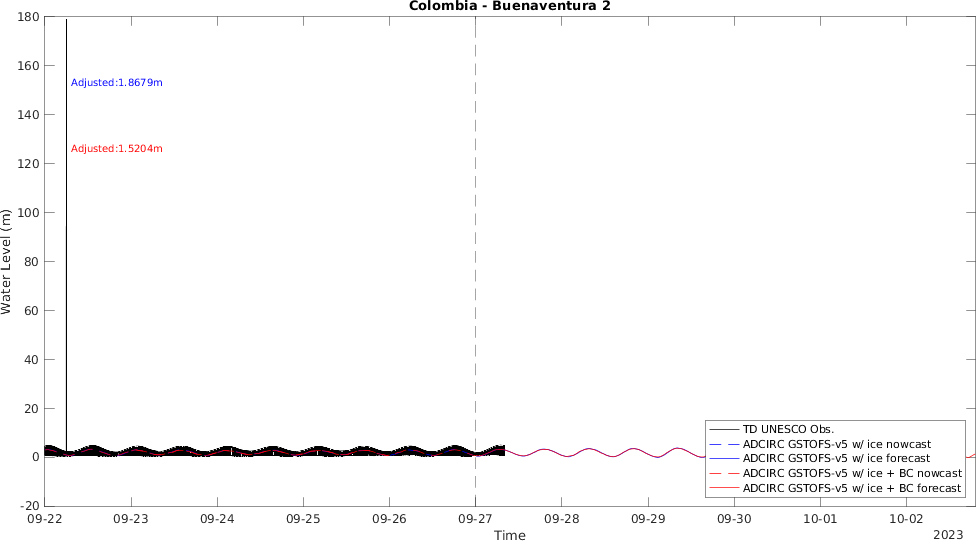 Colombia - Buenaventura 2
180
160
140
120
100
80
60
40
20
0
-20
Water Level (m)
Adjusted:1.8679m
Adjusted:1.5204m
TD UNESCO Obs.
ADCIRC GSTOFS-v5 w/ ice nowcast
ADCIRC GSTOFS-v5 w/ ice forecast
ADCIRC GSTOFS-v5 w/ ice + BC nowcast
ADCIRC GSTOFS-v5 w/ ice + BC forecast
09-22 09-23 09-24 09-25 09-26 09-27 09-28 09-29 09-30 10-01 10-02
Time
2023